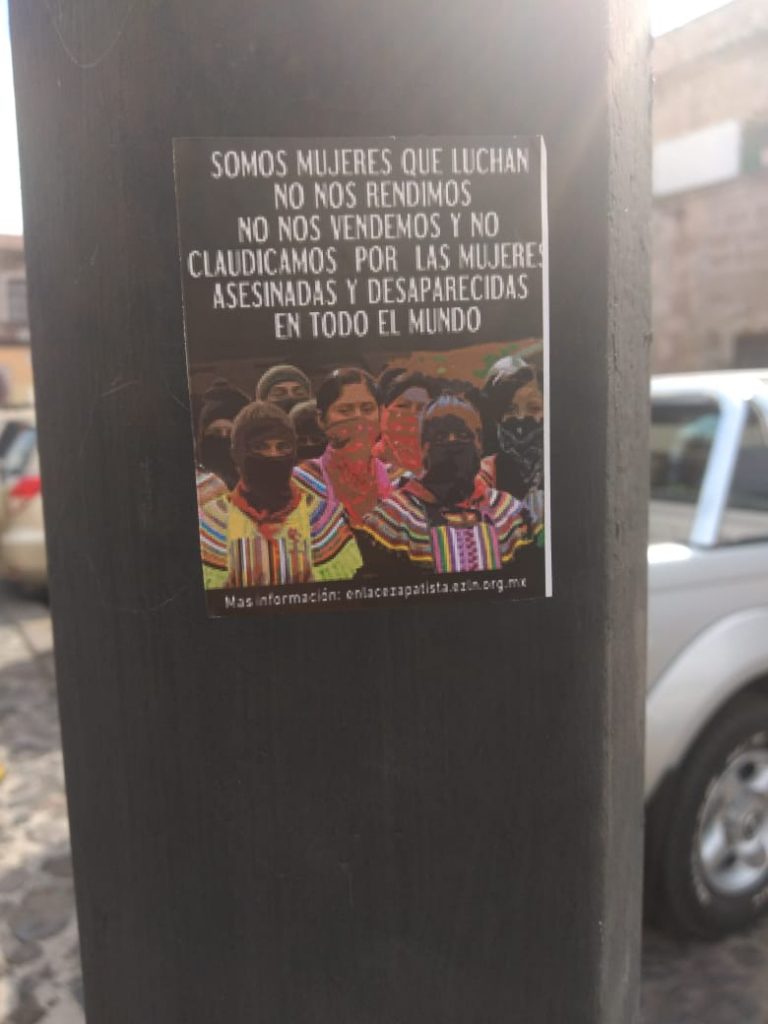 SOMOS MUJERES QUE LUCHAN
NO NOS RENDIMOS
NO NOS VENDEMOS Y NO
CLAUDICAMOS POR LAS MUJERES
ASESINADAS Y DESAPARECIDAS
EN TODO EL MUNDO
Mas información: enlacezapatista.ezln.org.mx